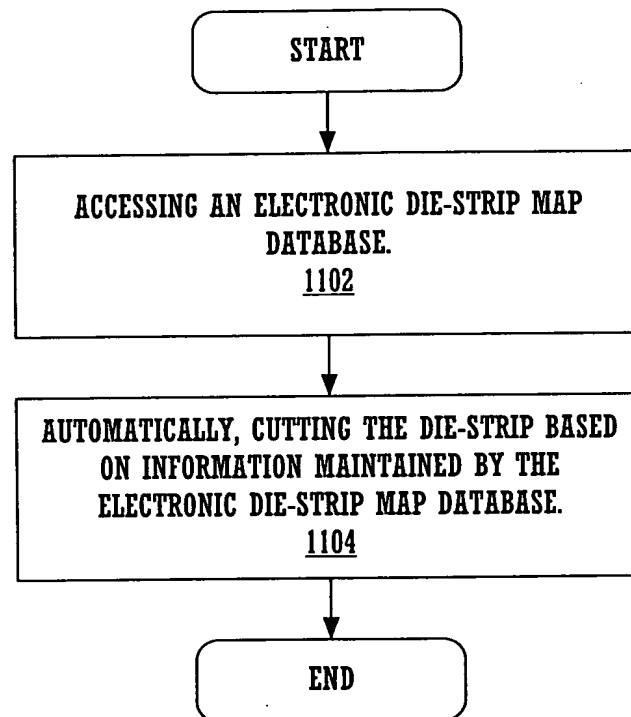 START
ACCESSING AN ELECTRONIC DIE-STRIP MAP
DATABASE.
1102
AUTOMATICALLY, CUTTING THE DIE-STRIP BASED
ON INFORMATION MAINTAINED BY THE
ELECTRONIC DIE-STRIP MAP DATABASE.
1104
END